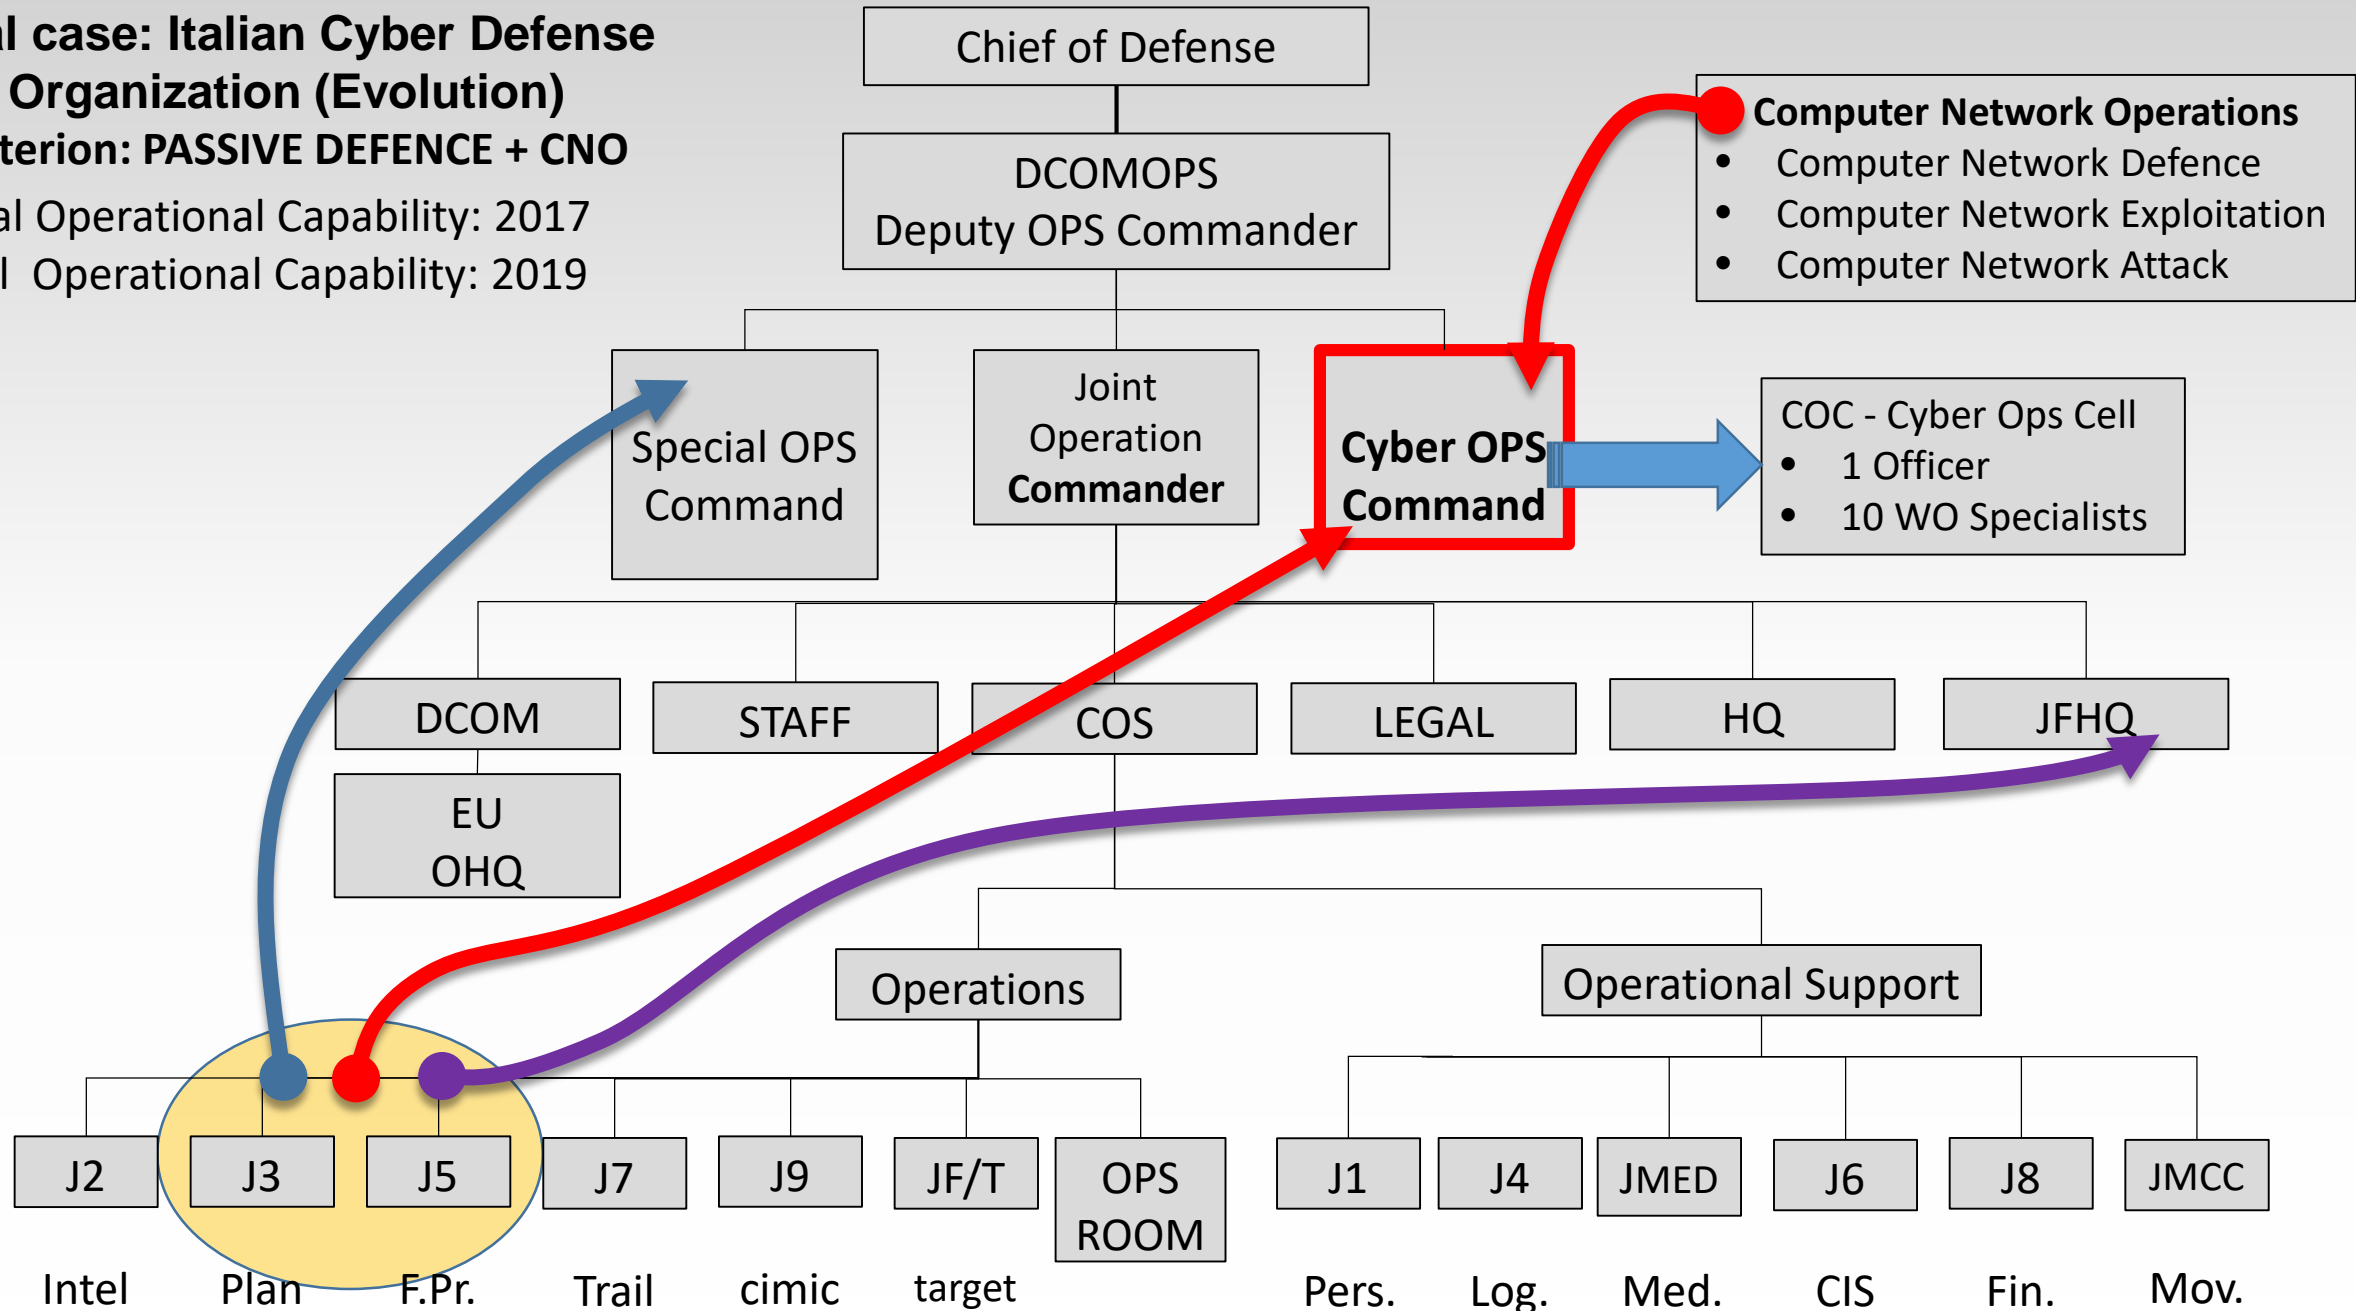 al case: Italian Cyber Defense
Organization (Evolution)
terion: PASSIVE DEFENCE + CNO
al Operational Capability: 2017
l Operational Capability: 2019
Chief of Defense
DCOMOPS
Deputy OPS Commander
Computer Network Operations
• Computer Network Defence
• Computer Network Exploitation
• Computer Network Attack
Special OPS
Command
Joint
Operation
Commander
Cyber OPS
Command
COC - Cyber Ops Cell
• 1 Officer
• 10 WO Specialists
DCOM
STAFF
COS
LEGAL
HQ
JFHQ
EU
OHQ
Operations
Operational Support
J2
J3
J5
J7
J9
JF/T
OPS
ROOM
J1
J4
JMED
J6
J8
JMCC
Intel
Plan
F.Pr.
Trail
cimic
target
Pers.
Log.
Med.
CIS
Fin.
Mov.